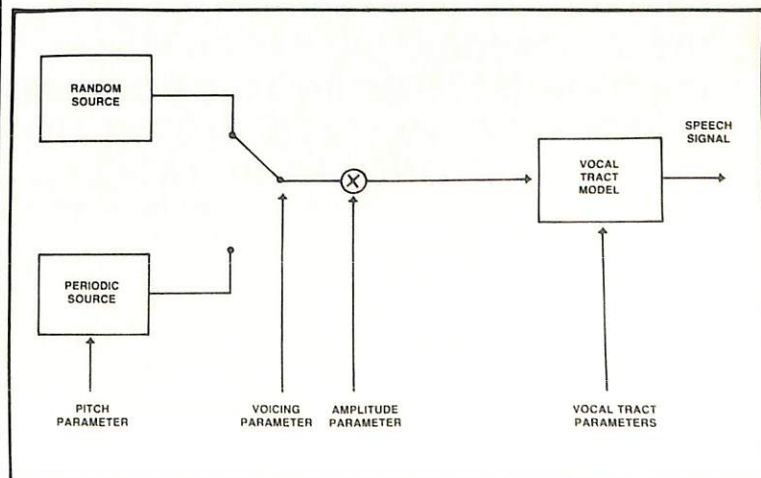 RANDOM
SOURCE
SPEECH
SIGNAL
VOCAL
TRACT
MODEL
X
PERIODIC
SOURCE
PITCH
PARAMETER
VOICING
PARAMETER
AMPLITUDE
PARAMETER
VOCAL TRACT
PARAMETERS